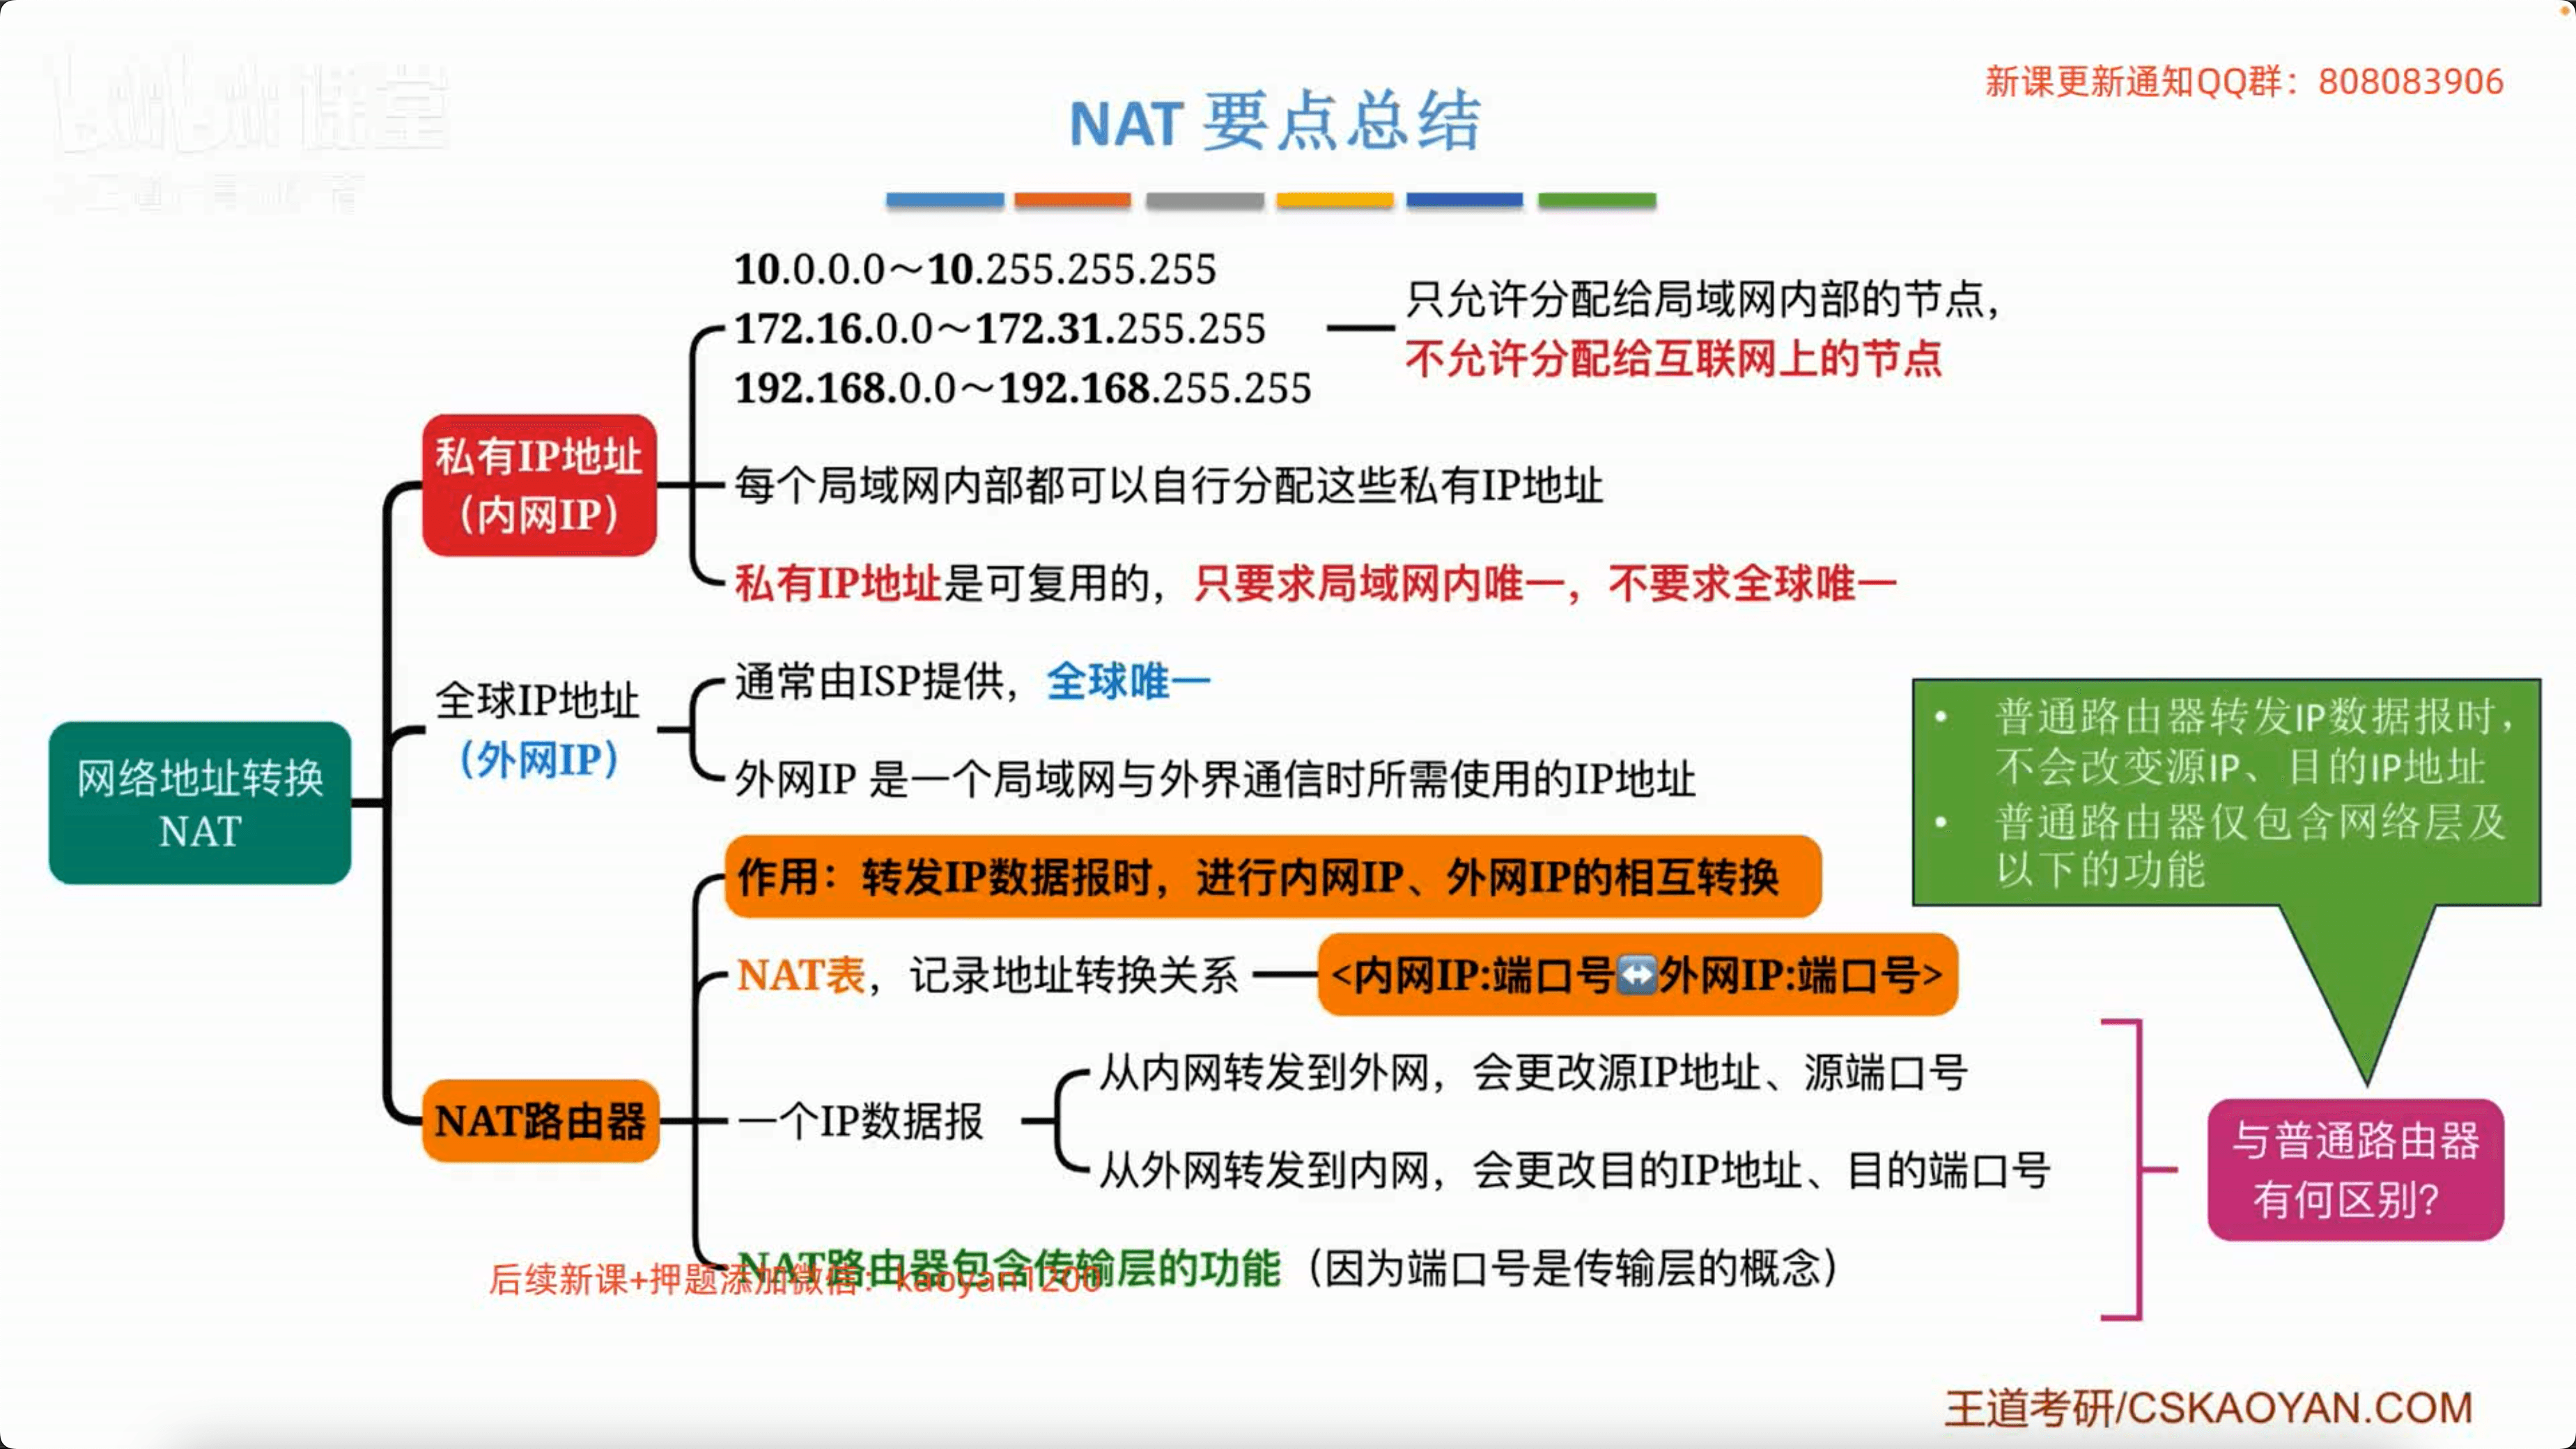 bilibili课堂
新课更新通知QQ群：808083906
NAT 要点总结
10.0.0.0～10.255.255.255
172.16.0.0～172.31.255.255
192.168.0.0～192.168.255.255
只允许分配给局域网内部的节点，
不允许分配给互联网上的节点
私有IP地址
（内网IP）
每个局域网内部都可以自行分配这些私有IP地址
私有IP地址是可复用的，只要求局域网内唯一，不要求全球唯一
全球IP地址
（外网IP）
通常由ISP提供，全球唯一
外网IP 是一个局域网与外界通信时所需使用的IP地址
网络地址转换
NAT
NAT路由器
作用：转发IP数据报时，进行内网IP、外网IP的相互转换
NAT表，记录地址转换关系
<内网IP:端口号↔外网IP:端口号>
一个IP数据报
从内网转发到外网，会更改源IP地址、源端口号
从外网转发到内网，会更改目的IP地址、目的端口号
NAT路由器包含传输层的功能（因为端口号是传输层的概念）
后续新课+押题添加微信：kaoyan1200
• 普通路由器转发IP数据报时，
不会改变源IP、目的IP地址
• 普通路由器仅包含网络层及
以下的功能
与普通路由器
有何区别？
王道考研/CSKAOYAN.COM